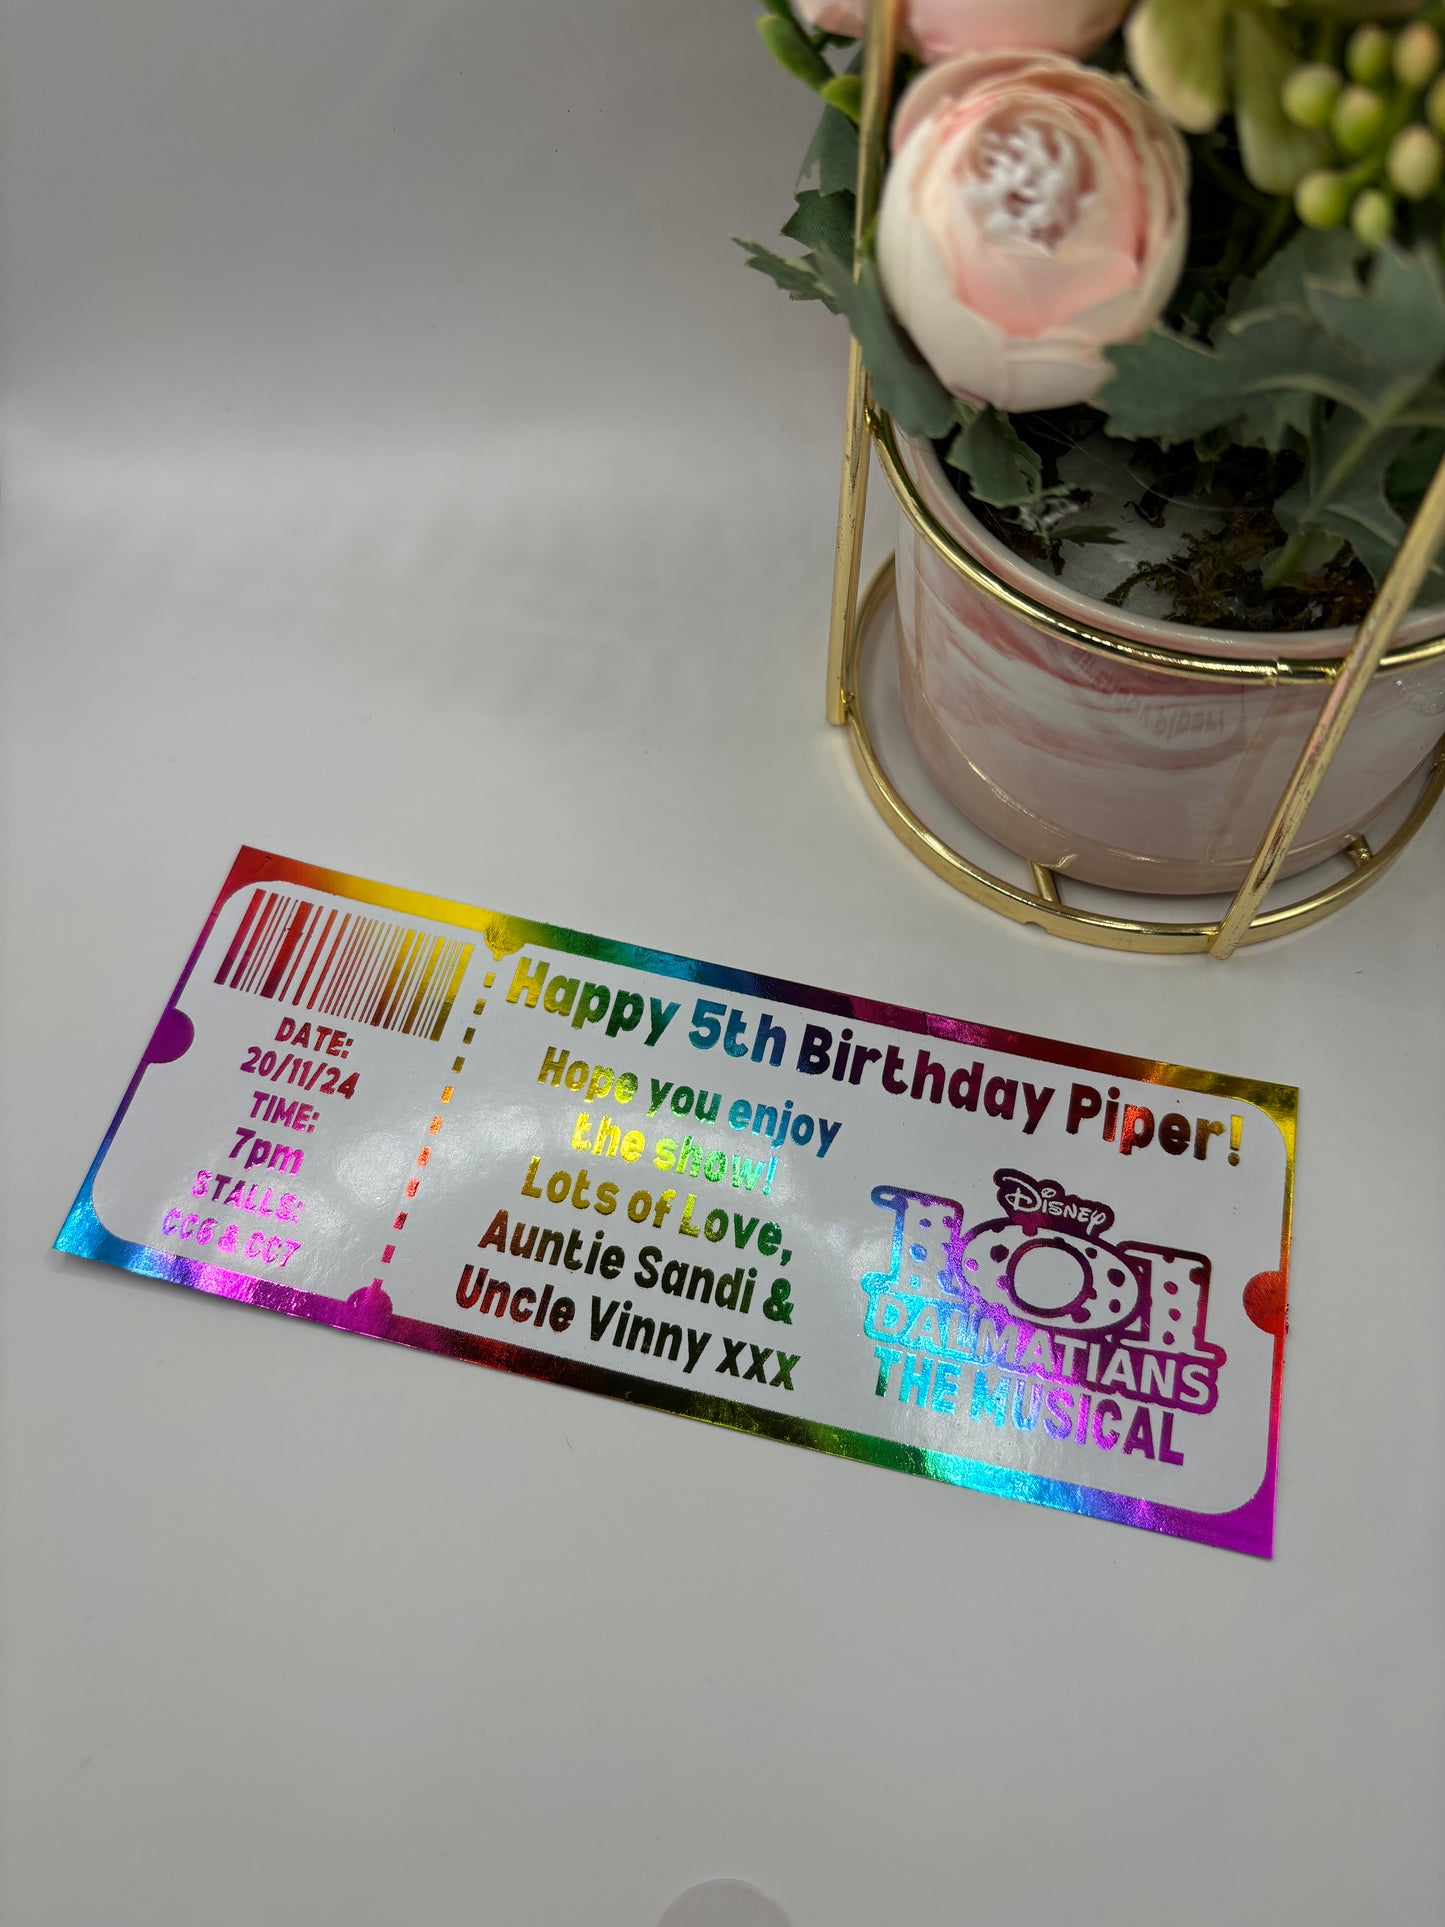 DATE:
20/11/24
TIME:
7pm
STALLS:
CC6 & CC7
Happy 5th Birthday Piper!
Hope you enjoy
the show!
Lots of Love,
Auntie Sandi &
Uncle Vinny xxx
Disney
101
DALMATIANS
THE MUSICAL